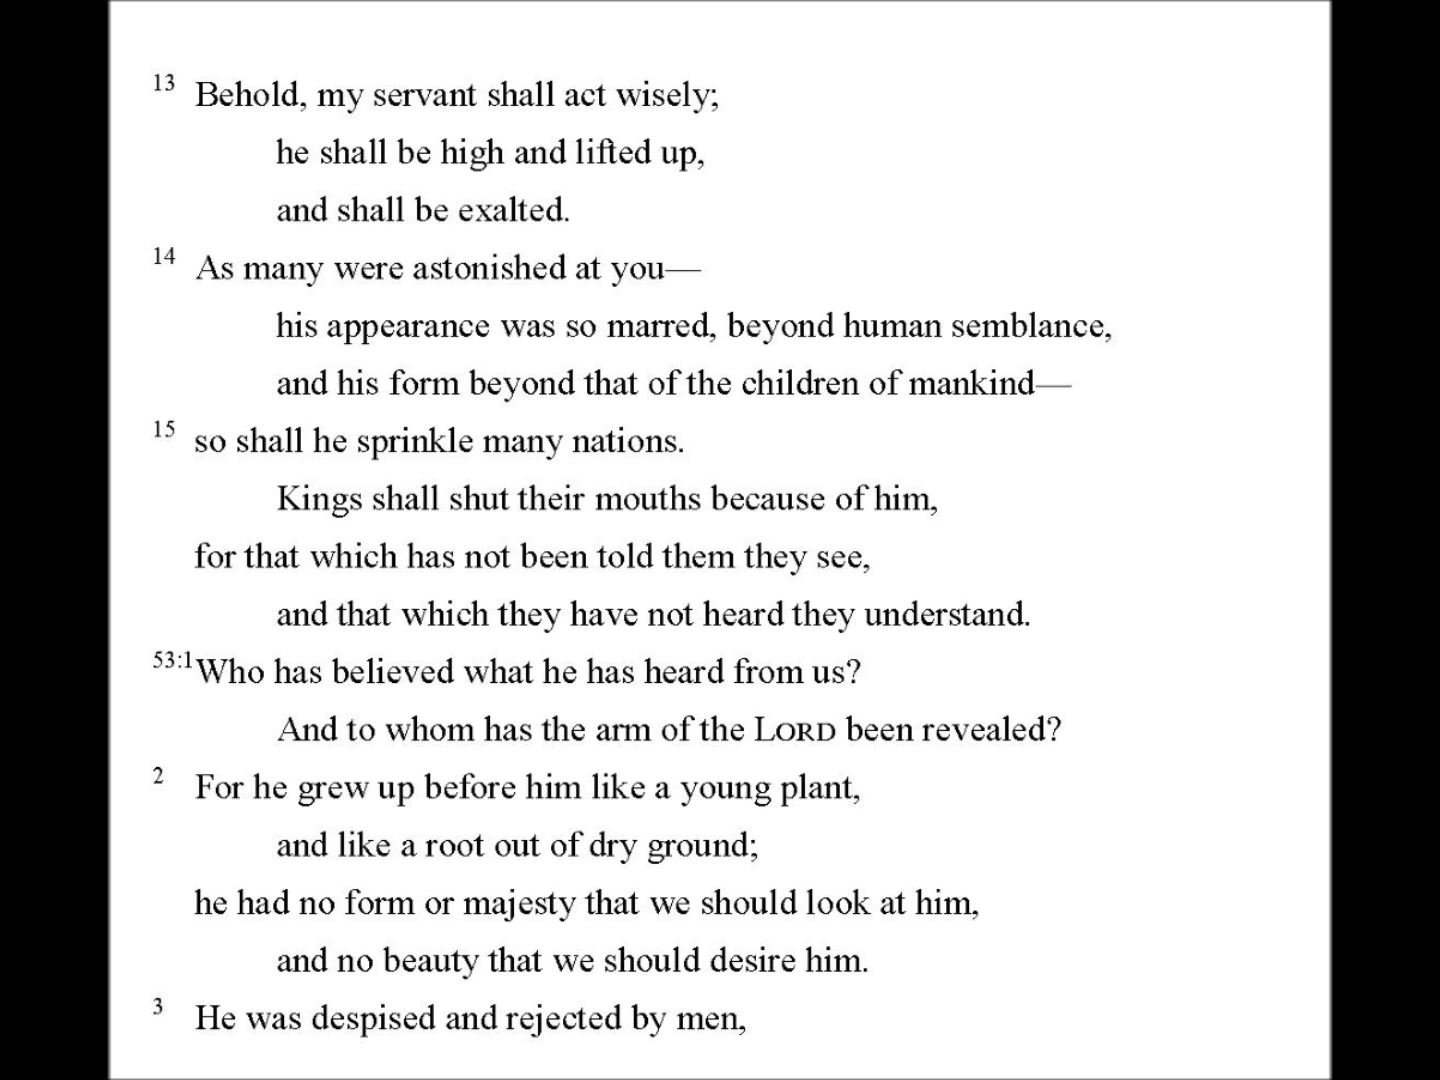 13 Behold, my servant shall act wisely;
he shall be high and lifted up,
and shall be exalted.
14 As many were astonished at you—
his appearance was so marred, beyond human semblance,
and his form beyond that of the children of mankind—
15 so shall he sprinkle many nations.
Kings shall shut their mouths because of him,
for that which has not been told them they see,
and that which they have not heard they understand.
53:1 Who has believed what he has heard from us?
And to whom has the arm of the LORD been revealed?
2 For he grew up before him like a young plant,
and like a root out of dry ground;
he had no form or majesty that we should look at him,
and no beauty that we should desire him.
3 He was despised and rejected by men,